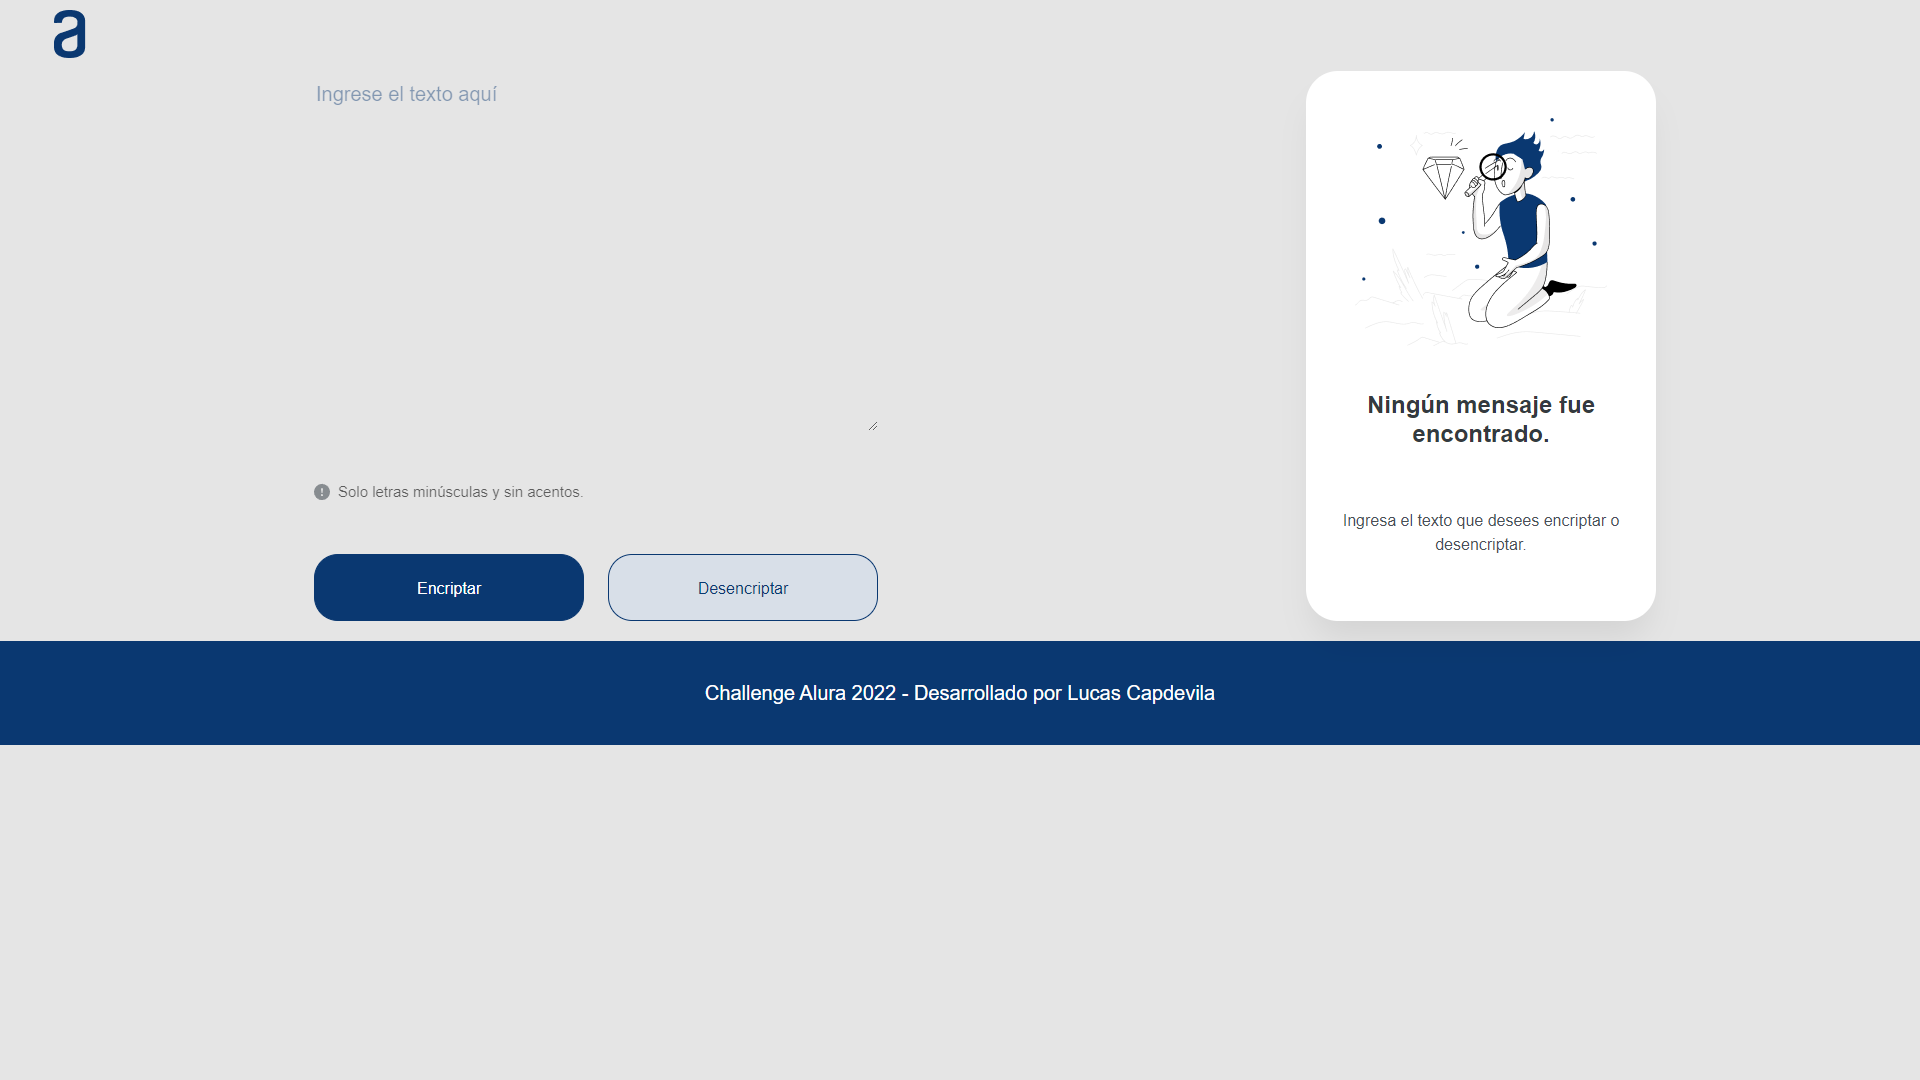 a
Ingrese el texto aquí
Solo letras minúsculas y sin acentos.
Encriptar
Desencriptar
Ningún mensaje fue
encontrado.
Ingresa el texto que desees encriptar o
desencriptar.
Challenge Alura 2022 - Desarrollado por Lucas Capdevila